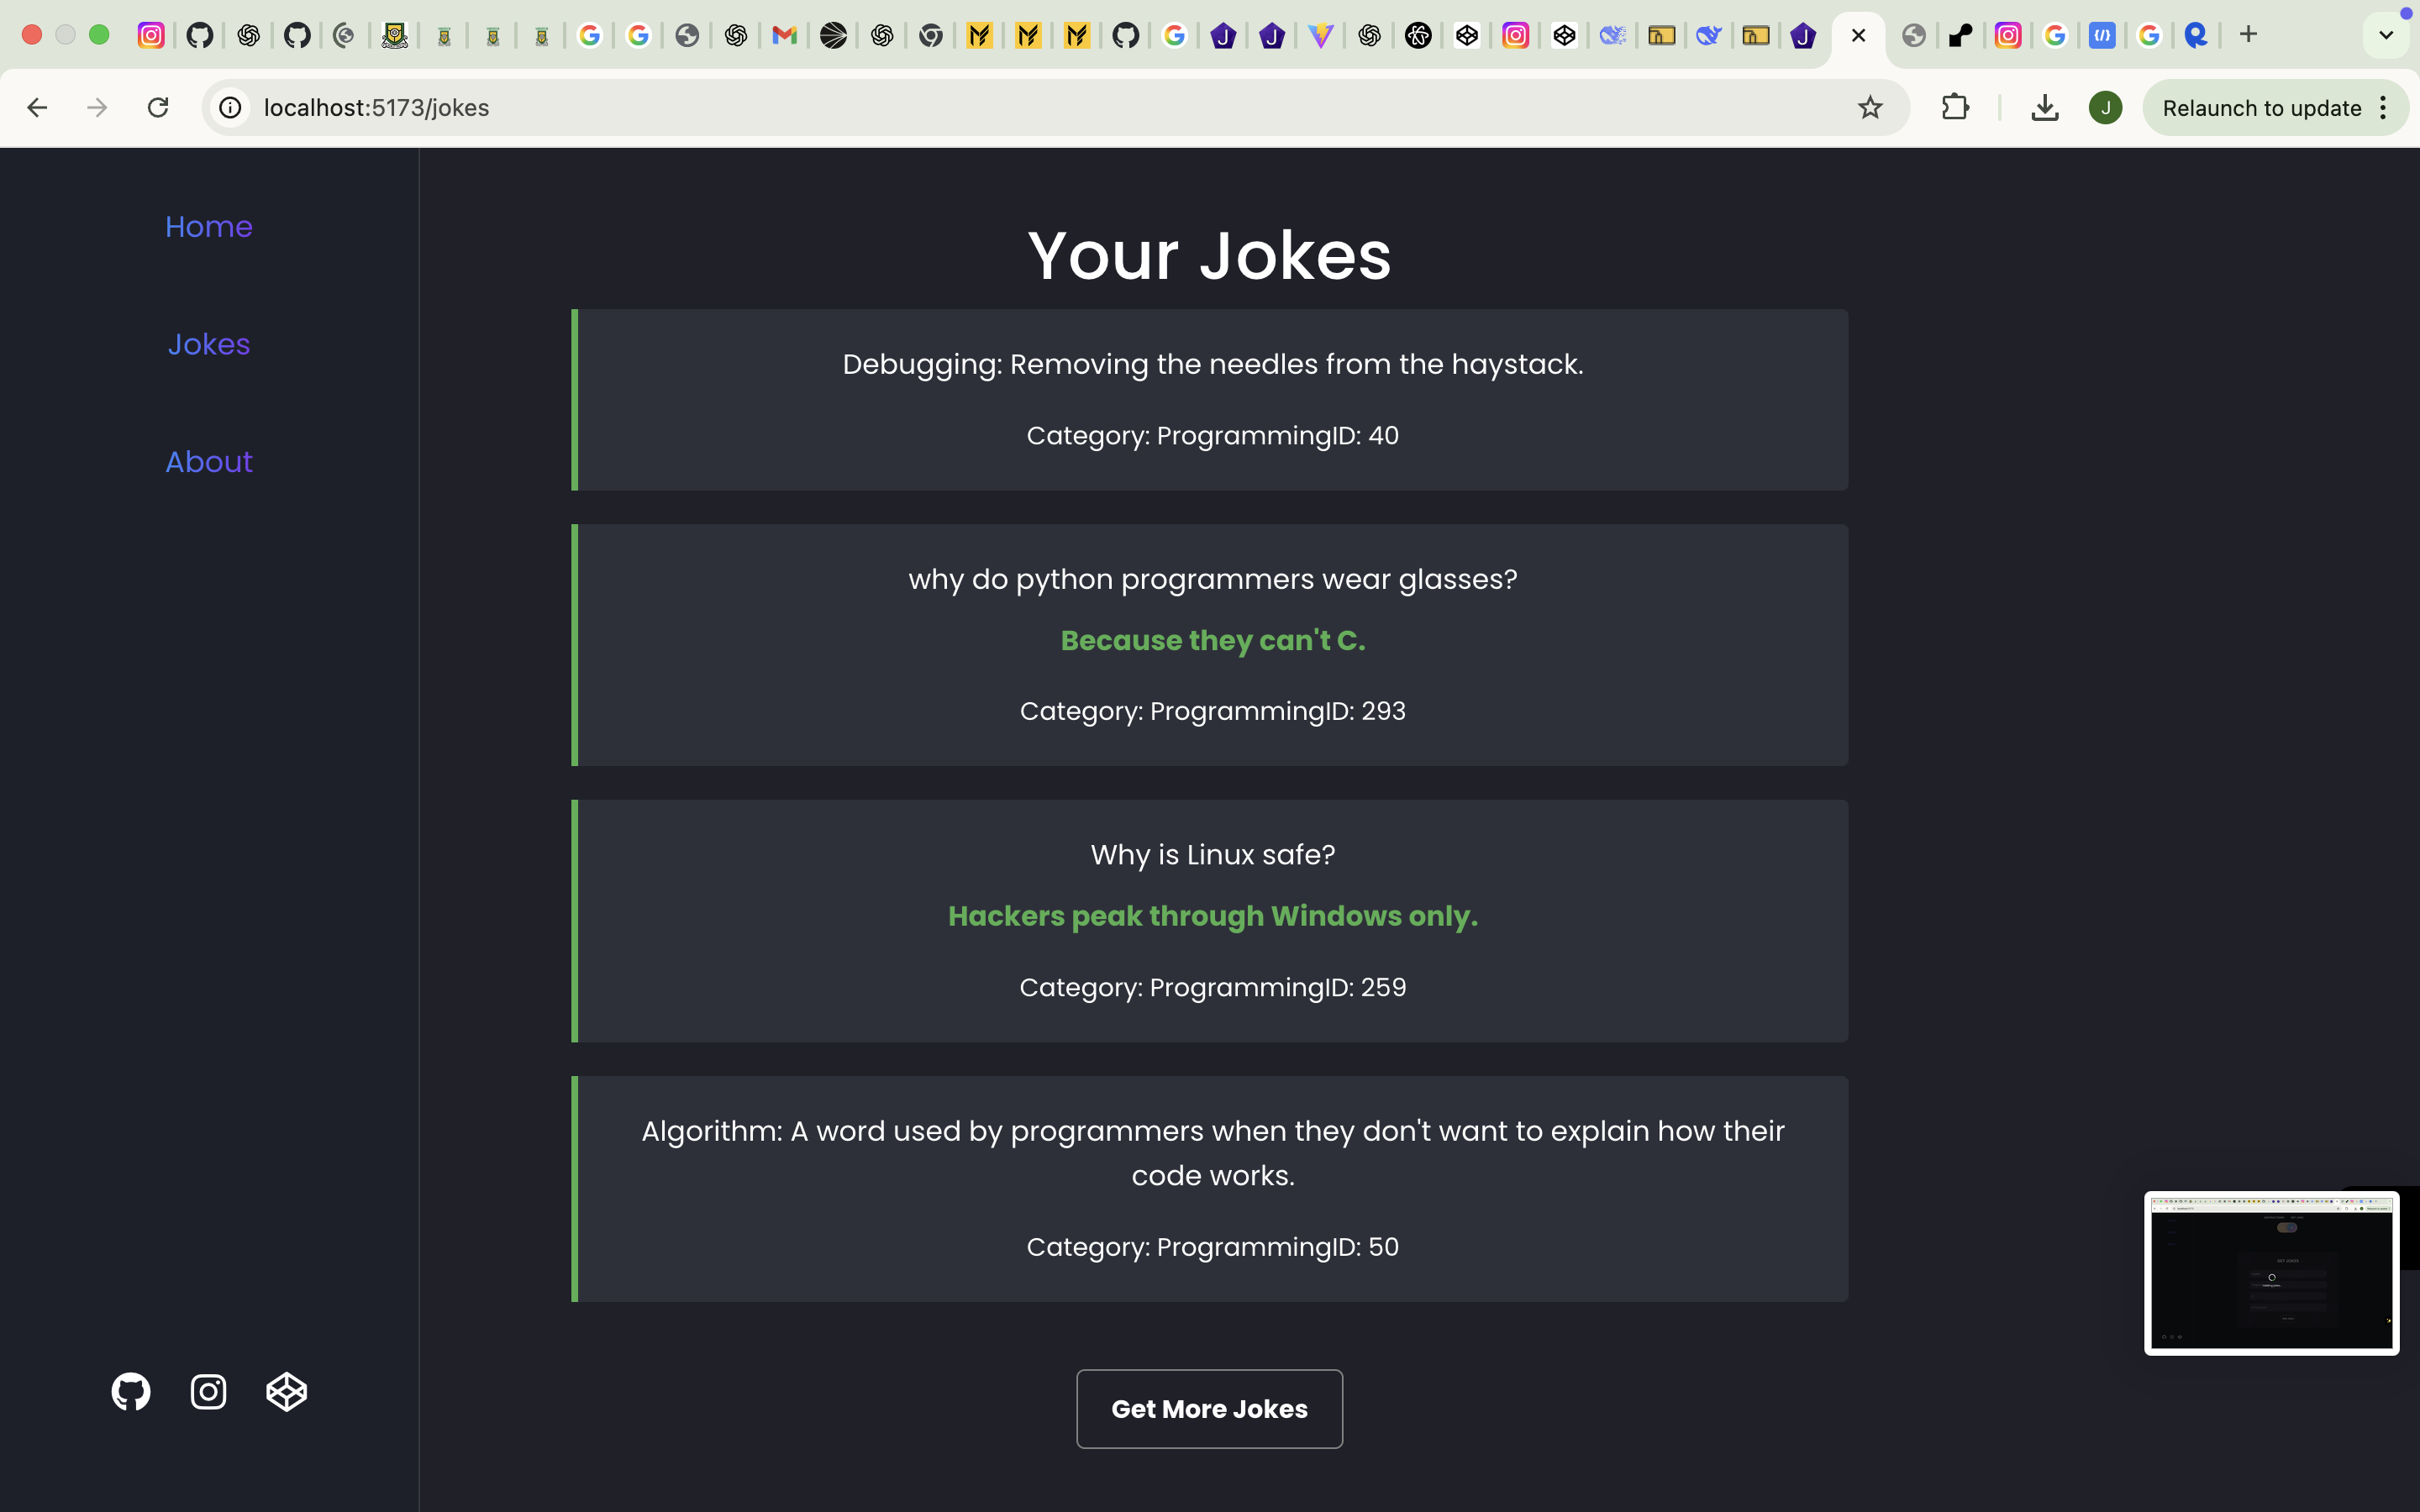 localhost:5173/jokes
J
Relaunch to update
Home
Jokes
About
Your Jokes
Debugging: Removing the needles from the haystack.
Category: ProgrammingID: 40
why do python programmers wear glasses?
Because they can't C.
Category: ProgrammingID: 293
Why is Linux safe?
Hackers peak through Windows only.
Category: ProgrammingID: 259
Algorithm: A word used by programmers when they don't want to explain how their
code works.
Category: ProgrammingID: 50
Get More Jokes